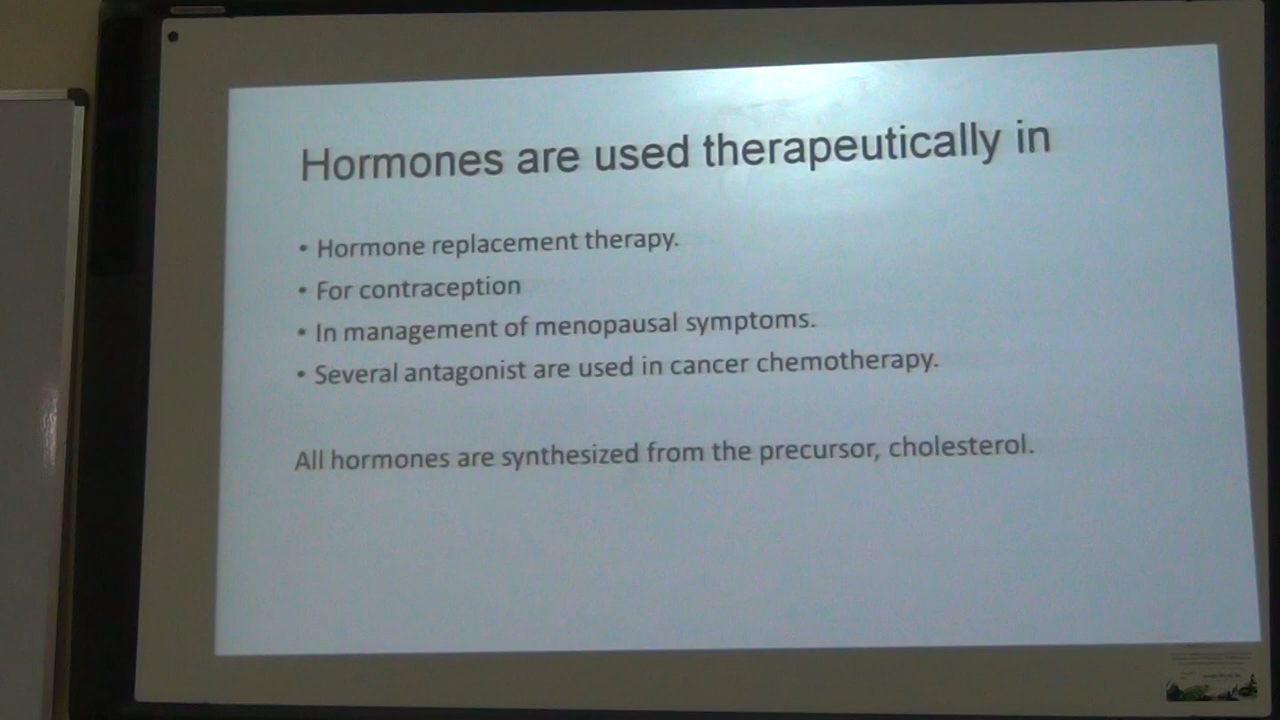 Hormones are used therapeutically in
• Hormone replacement therapy.
• For contraception
• In management of menopausal symptoms.
• Several antagonist are used in cancer chemotherapy.
All hormones are synthesized from the precursor, cholesterol.